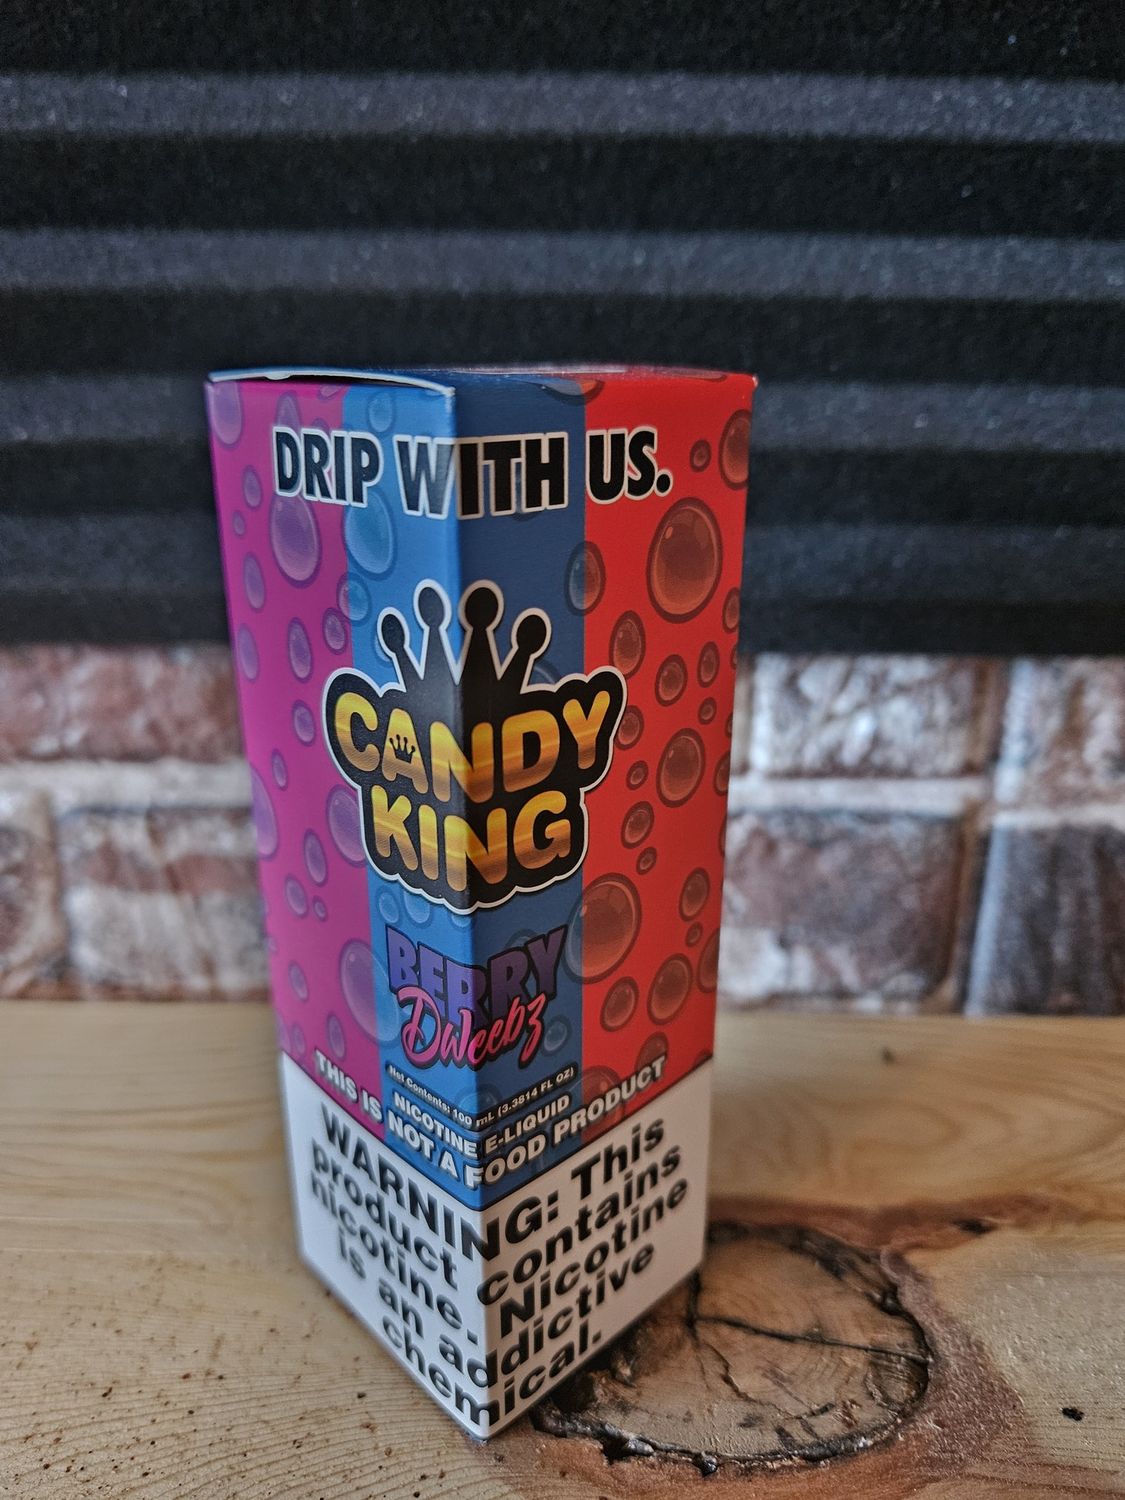 DRIP WITH US.
CANDY
KING
BERRY
Dweebz
Net Contents: 100 mL (3.3814 FL OZ)
NICOTINE E-LIQUID
THIS IS NOT A FOOD PRODUCT
WARNING: This
product contains
nicotine. Nicotine
is an addictive
chemical.